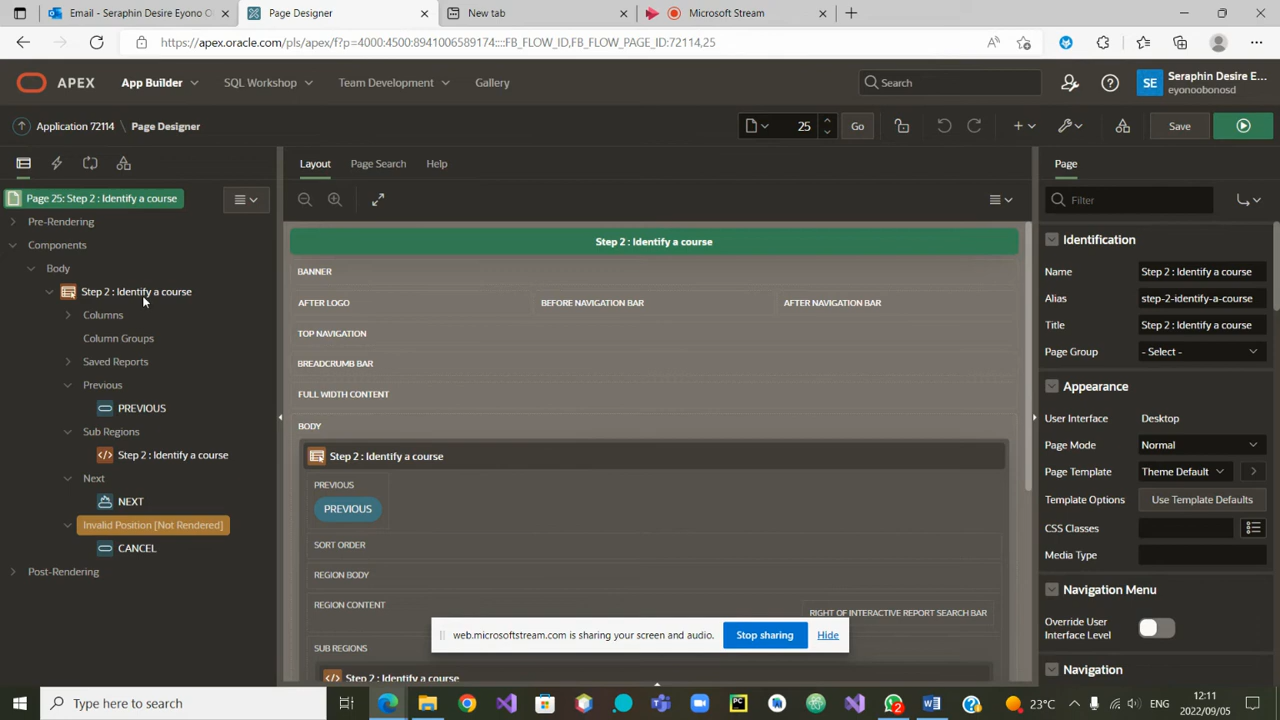 Email - Seraphin Desire Eyono O
Page Designer
New tab
Microsoft Stream
https://apex.oracle.com/pls/apex/f?p=4000:4500:8941006589174::::FB_FLOW_ID,FB_FLOW_PAGE_ID:72114,25
APEX
App Builder
SQL Workshop
Team Development
Gallery
Search
SE
Seraphin Desire E...
eyonoobonosd
Application 72114
Page Designer
25
Go
Save
Layout
Page Search
Help
Page
Page 25: Step 2 : Identify a course
Pre-Rendering
Components
Body
Step 2 : Identify a course
Columns
Column Groups
Saved Reports
Previous
PREVIOUS
Sub Regions
Step 2 : Identify a course
Next
NEXT
Invalid Position [Not Rendered]
CANCEL
Post-Rendering
Step 2 : Identify a course
BANNER
AFTER LOGO
BEFORE NAVIGATION BAR
AFTER NAVIGATION BAR
TOP NAVIGATION
BREADCRUMB BAR
FULL WIDTH CONTENT
BODY
Step 2 : Identify a course
PREVIOUS
PREVIOUS
SORT ORDER
REGION BODY
REGION CONTENT
RIGHT OF INTERACTIVE REPORT SEARCH BAR
SUB REGIONS
Step 2 : Identify a course
web.microsoftstream.com is sharing your screen and audio.
Stop sharing
Hide
Filter
Identification
Name
Step 2 : Identify a course
Alias
step-2-identify-a-course
Title
Step 2 : Identify a course
Page Group
- Select -
Appearance
User Interface
Desktop
Page Mode
Normal
Page Template
Theme Default
Template Options
Use Template Defaults
CSS Classes
Media Type
Navigation Menu
Override User
Interface Level
Navigation
Type here to search
23°C
ENG
12:11
2022/09/05